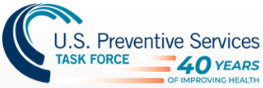 U.S. Preventive Services
TASK FORCE
40 YEARS
OF IMPROVING HEALTH